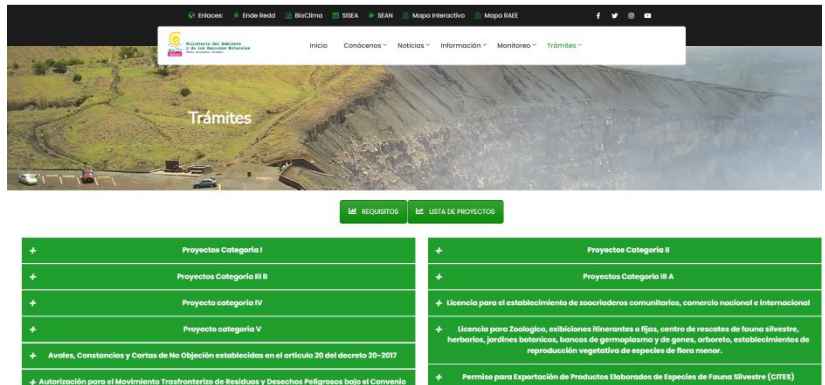 Enlaces: Ende Redd BioClima SISEA SEAN Mapa Interactivo Mapa RAEE
Ministerio del Ambiente
y de los Recursos Naturales
Inicio Conócenos Noticias Información Monitoreo Trámites
Trámites
REQUISITOS LISTA DE PROYECTOS
Proyectos Categoría I
Proyectos Categoría II
Proyectos Categoría III B
Proyectos Categoría III A
Proyecto categoría IV
Licencia para el establecimiento de zoocriaderos comunitarios, comercio nacional e internacional
Proyecto categoría V
Licencia para Zoologico, exibiciones itinerantes o fijas, centro de rescates de fauna silvestre,
herbarios, jardines botanicos, bancos de germoplasma y de genes, arboreto, establecimientos de
reproducción vegetativa de especies de flora menor.
Avales, Constancias y Cartas de No Objeción establecidas en el artículo 20 del decreto 20-2017
Permiso para Exportación de Productos Elaborados de Especies de Fauna Silvestre (CITES)
Autorización para el Movimiento Trasfronterizo de Residuos y Desechos Peligrosos bajo el Convenio